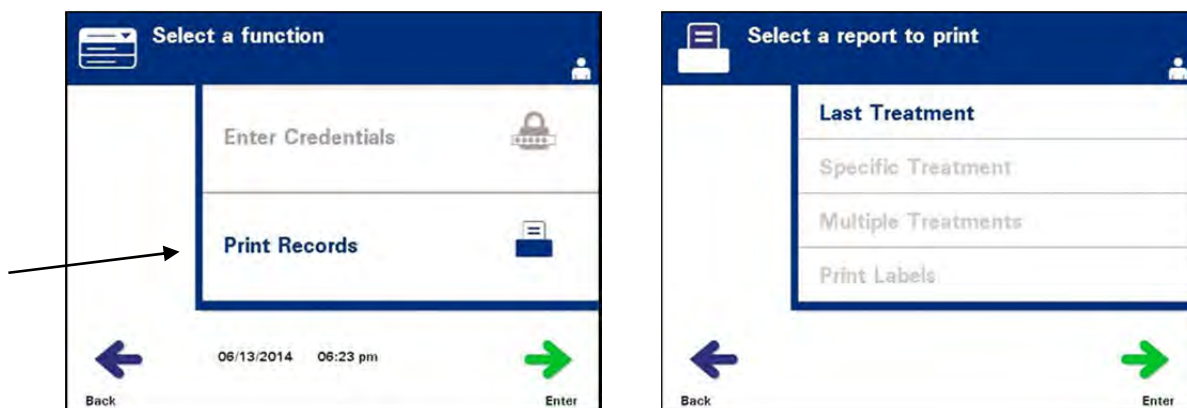 Select a function
Enter Credentials
Print Records
06/13/2014 06:23 pm
Back
Enter
Select a report to print
Last Treatment
Specific Treatment
Multiple Treatments
Print Labels
Back
Enter